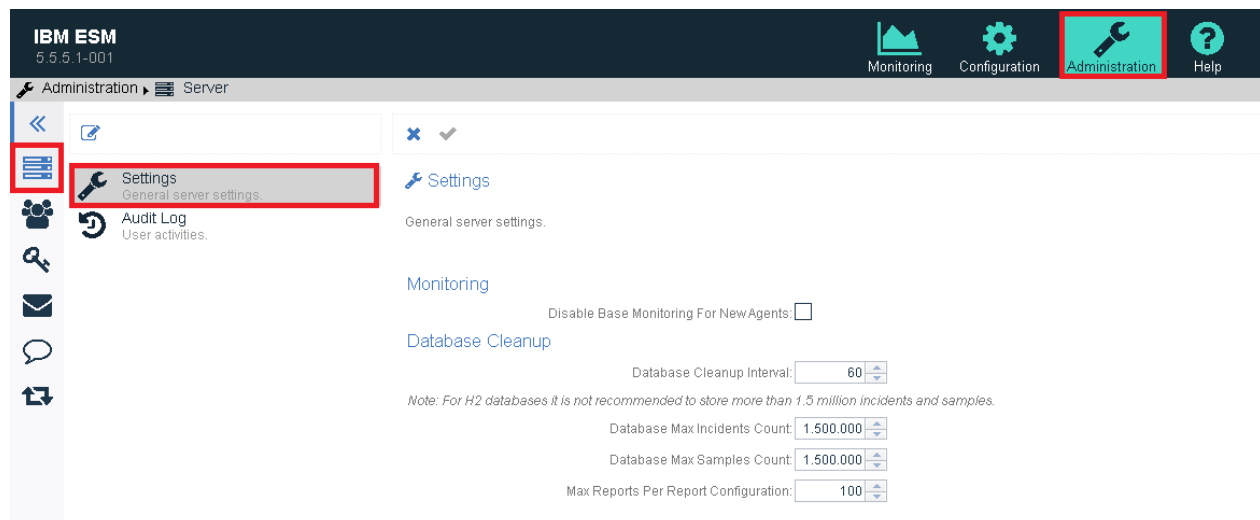 IBM ESM
5.5.5.1-001
Monitoring
Configuration
Administration
Help
Administration
Server
Settings
General server settings.
Audit Log
User activities.
Settings
General server settings.
Monitoring
Disable Base Monitoring For New Agents:
Database Cleanup
Database Cleanup Interval: 60
Note: For H2 databases it is not recommended to store more than 1.5 million incidents and samples.
Database Max Incidents Count: 1.500.000
Database Max Samples Count: 1.500.000
Max Reports Per Report Configuration: 100